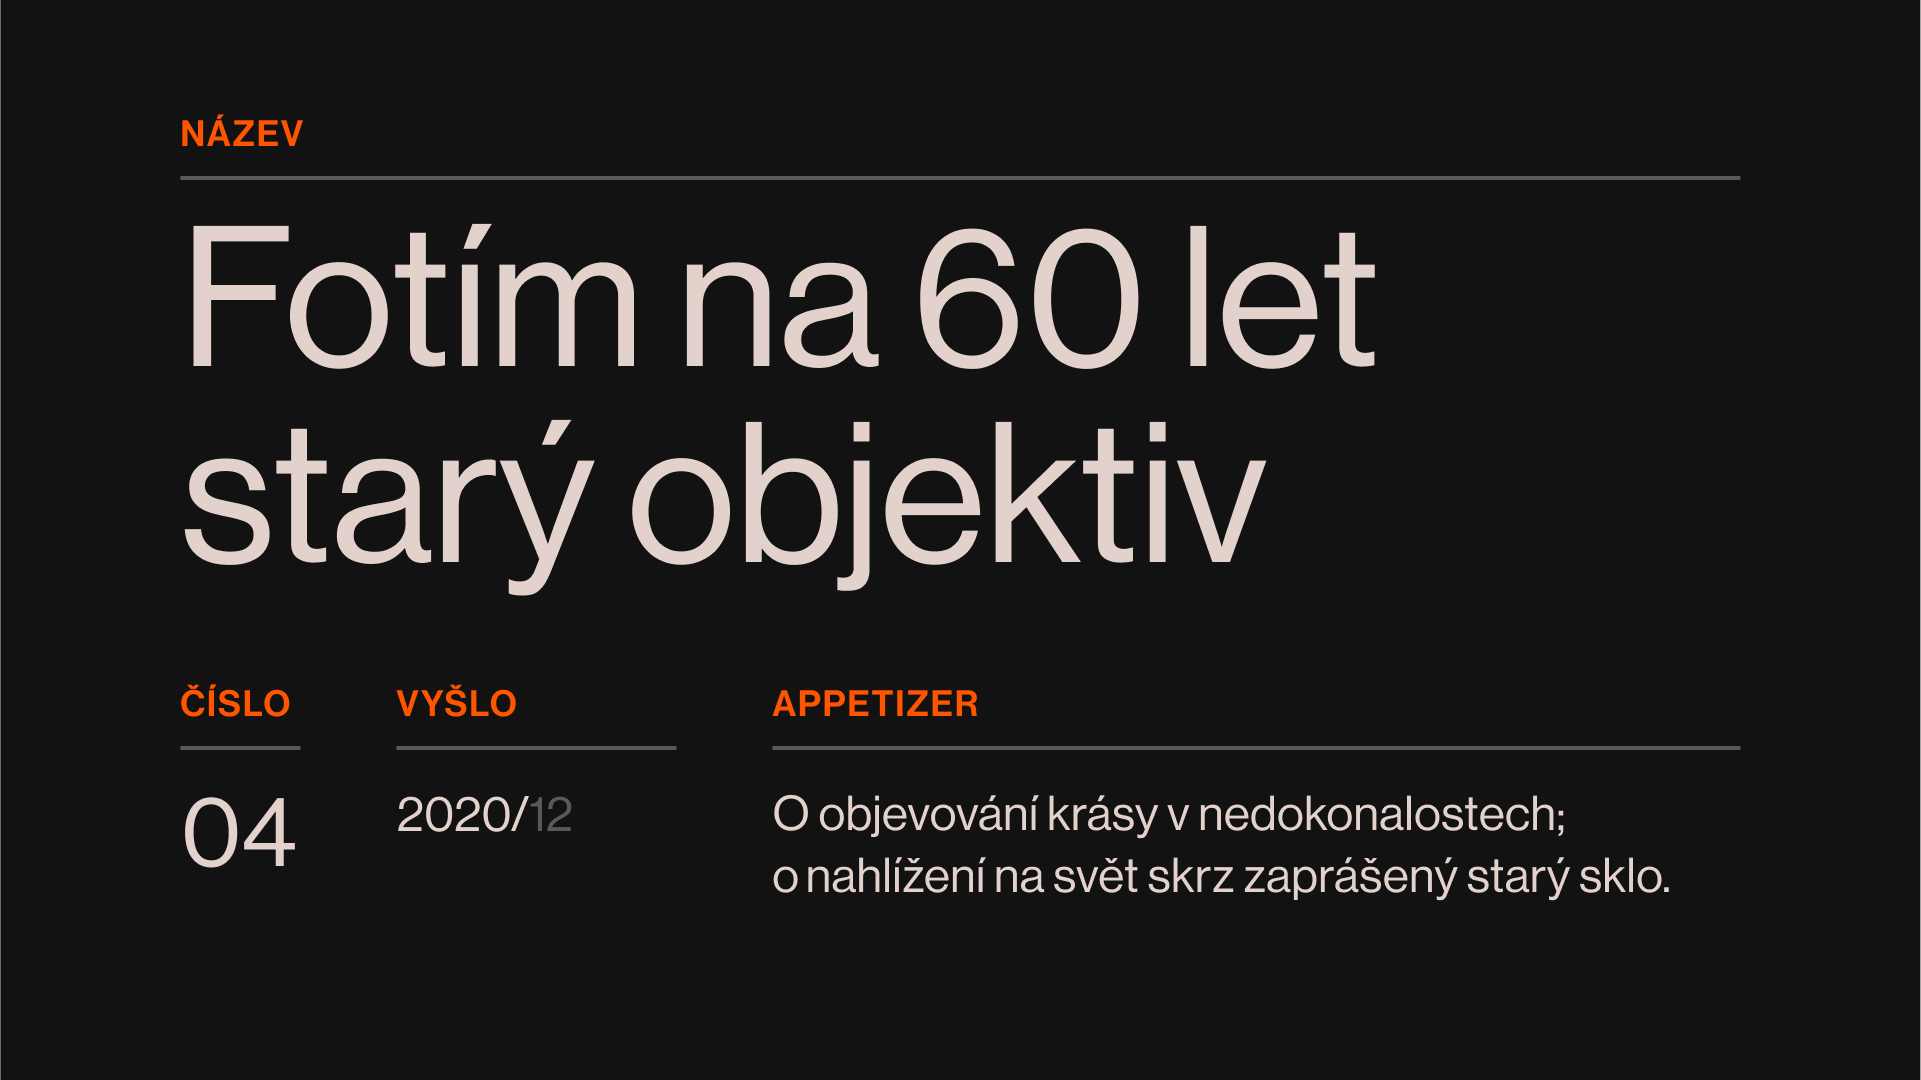 NÁZEV
Fotím na 60 let
starý objektiv
ČÍSLO
04
VYŠLO
2020/12
APPETIZER
O objevování krásy v nedokonalostech;
o nahlížení na svět skrz zaprášený starý sklo.